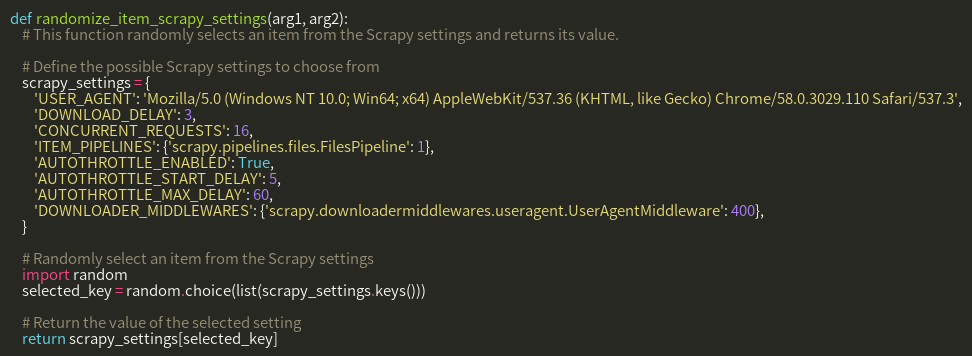 def randomize_item_scrapy_settings(arg1, arg2):
    # This function randomly selects an item from the Scrapy settings and returns its value.

    # Define the possible Scrapy settings to choose from
    scrapy_settings = {
        'USER_AGENT': 'Mozilla/5.0 (Windows NT 10.0; Win64; x64) AppleWebKit/537.36 (KHTML, like Gecko) Chrome/58.0.3029.110 Safari/537.3',
        'DOWNLOAD_DELAY': 3,
        'CONCURRENT_REQUESTS': 16,
        'ITEM_PIPELINES': {'scrapy.pipelines.files.FilesPipeline': 1},
        'AUTOTHROTTLE_ENABLED': True,
        'AUTOTHROTTLE_START_DELAY': 5,
        'AUTOTHROTTLE_MAX_DELAY': 60,
        'DOWNLOADER_MIDDLEWARES': {'scrapy.downloadermiddlewares.useragent.UserAgentMiddleware': 400},
    }

    # Randomly select an item from the Scrapy settings
    import random
    selected_key = random.choice(list(scrapy_settings.keys()))

    # Return the value of the selected setting
    return scrapy_settings[selected_key]